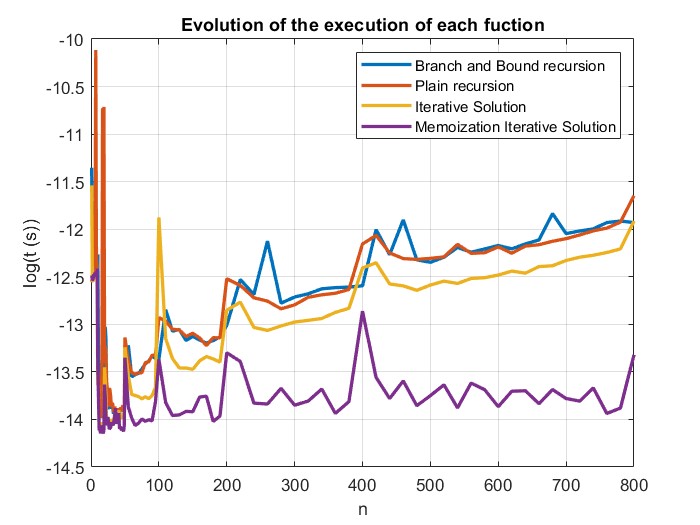 Evolution of the execution of each fuction
-10
-10.5
-11
-11.5
-12
-12.5
-13
-13.5
-14
-14.5
log(t (s))
Branch and Bound recursion
Plain recursion
Iterative Solution
Memoization Iterative Solution
0 100 200 300 400 500 600 700 800
n